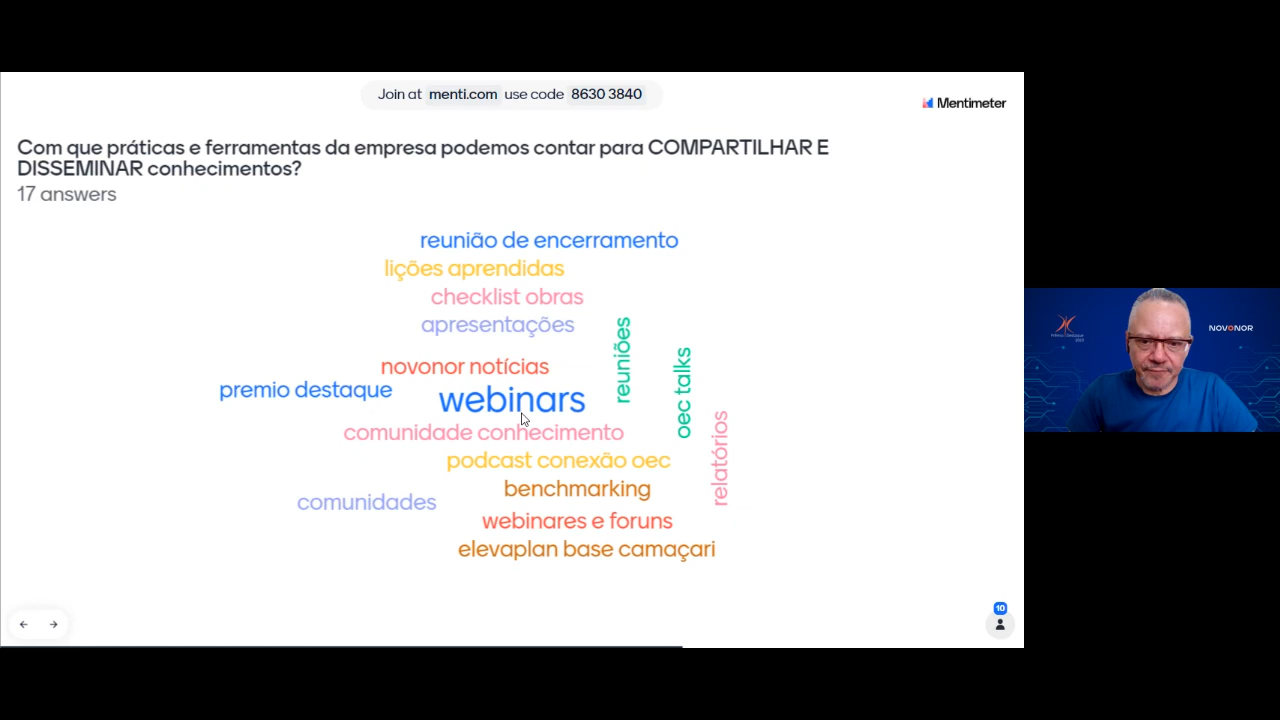 Join at menti.com use code 8630 3840
Mentimeter
Com que práticas e ferramentas da empresa podemos contar para COMPARTILHAR E
DISSEMINAR conhecimentos?
17 answers
reunião de encerramento
lições aprendidas
checklist obras
apresentações
reuniões
oec talks
novonor notícias
premio destaque
webinars
comunidade conhecimento
relatórios
podcast conexão oec
benchmarking
comunidades
webinares e foruns
elevaplan base camaçari
10
NOVONOR